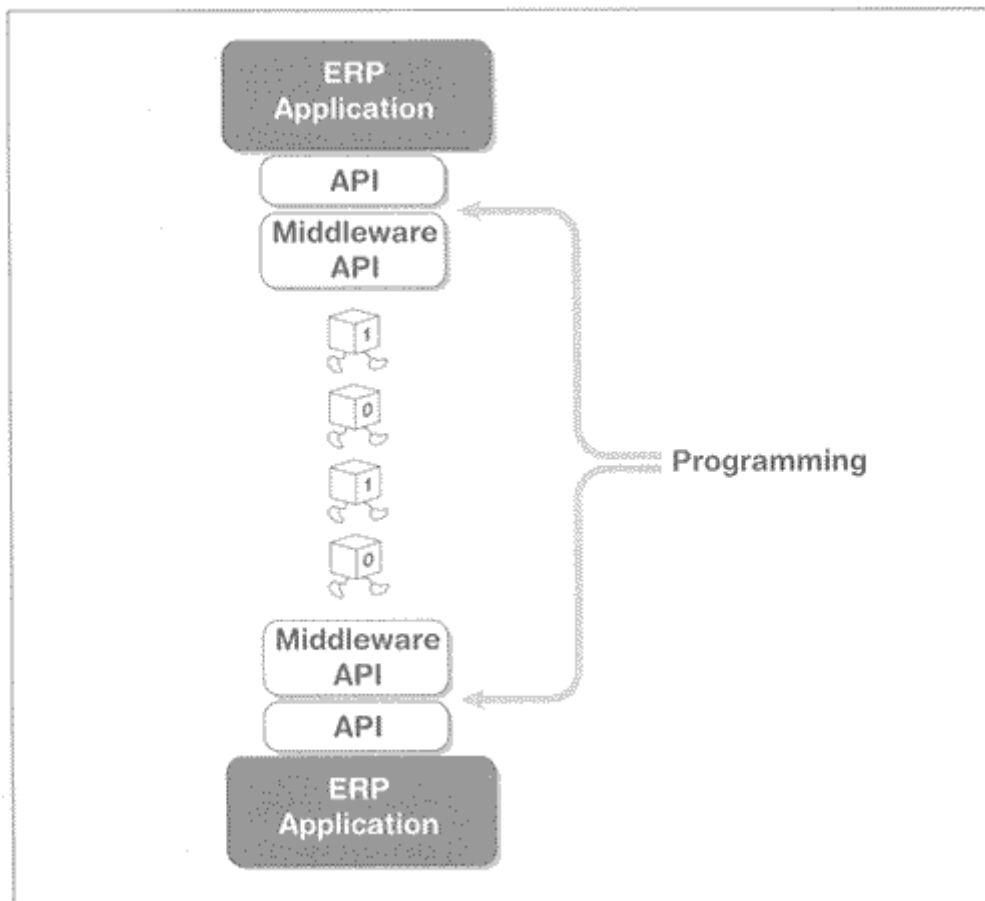 ERP
Application
API
Middleware
API
1
0
1
0
Programming
Middleware
API
API
ERP
Application